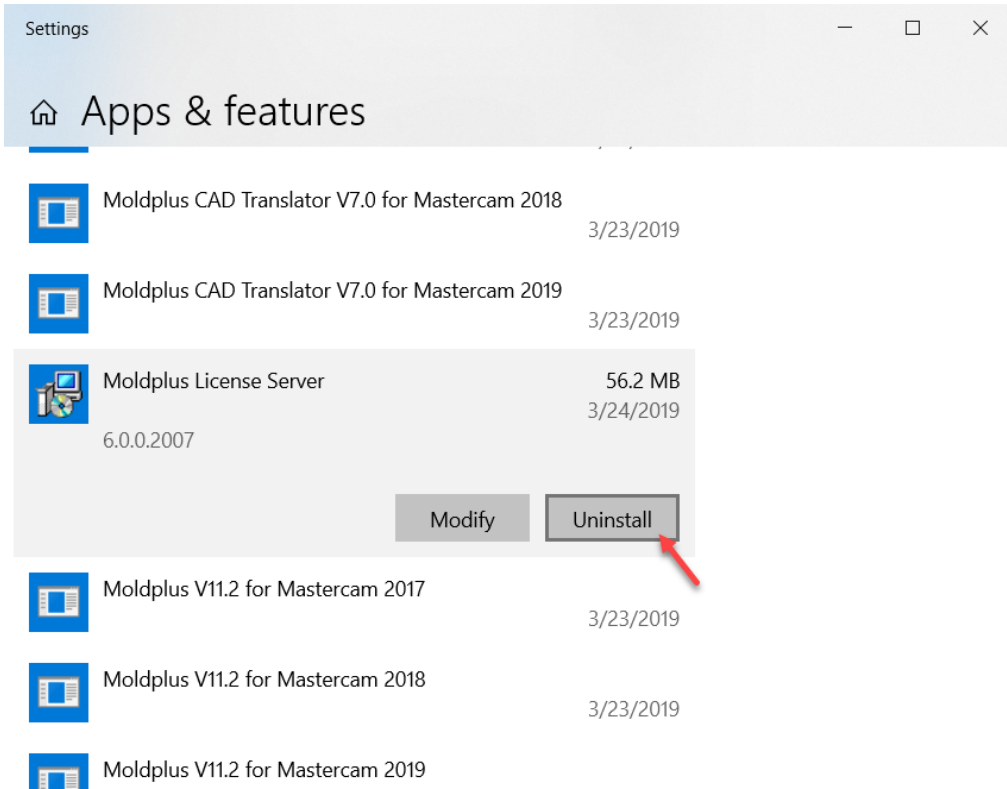 Settings
Apps & features
Moldplus CAD Translator V7.0 for Mastercam 2018
3/23/2019
Moldplus CAD Translator V7.0 for Mastercam 2019
3/23/2019
Moldplus License Server 56.2 MB
3/24/2019
6.0.0.2007
Modify Uninstall
Moldplus V11.2 for Mastercam 2017
3/23/2019
Moldplus V11.2 for Mastercam 2018
3/23/2019
Moldplus V11.2 for Mastercam 2019